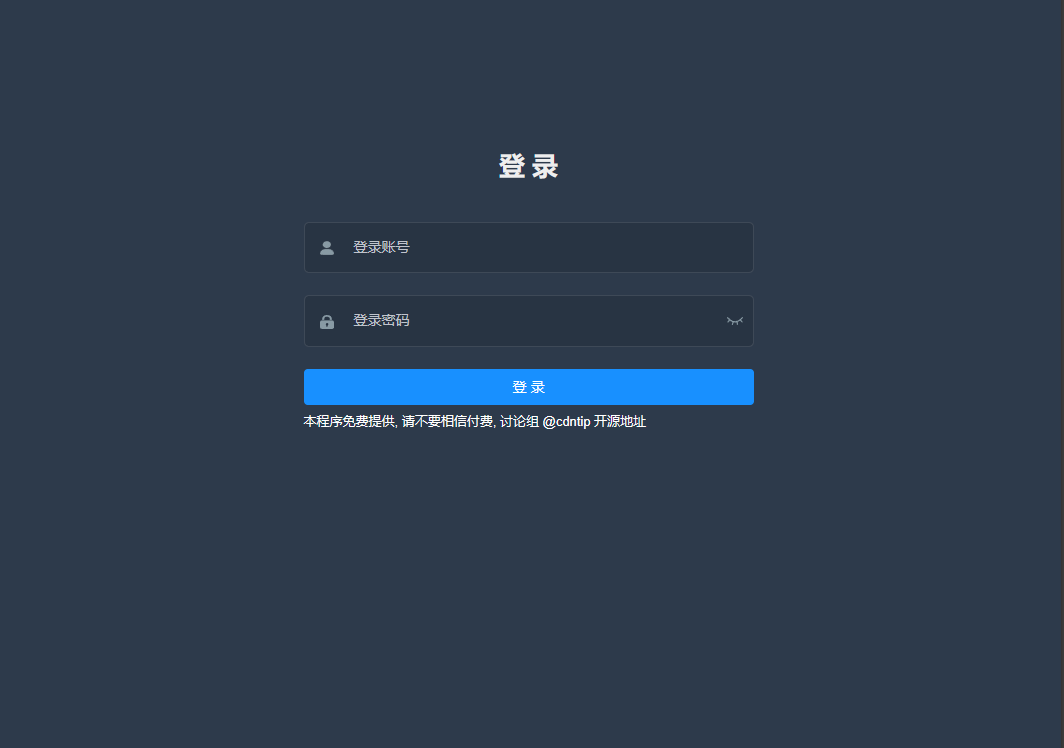 登 录
登录账号
登录密码
登 录
本程序免费提供, 请不要相信付费, 讨论组 @cdntip 开源地址